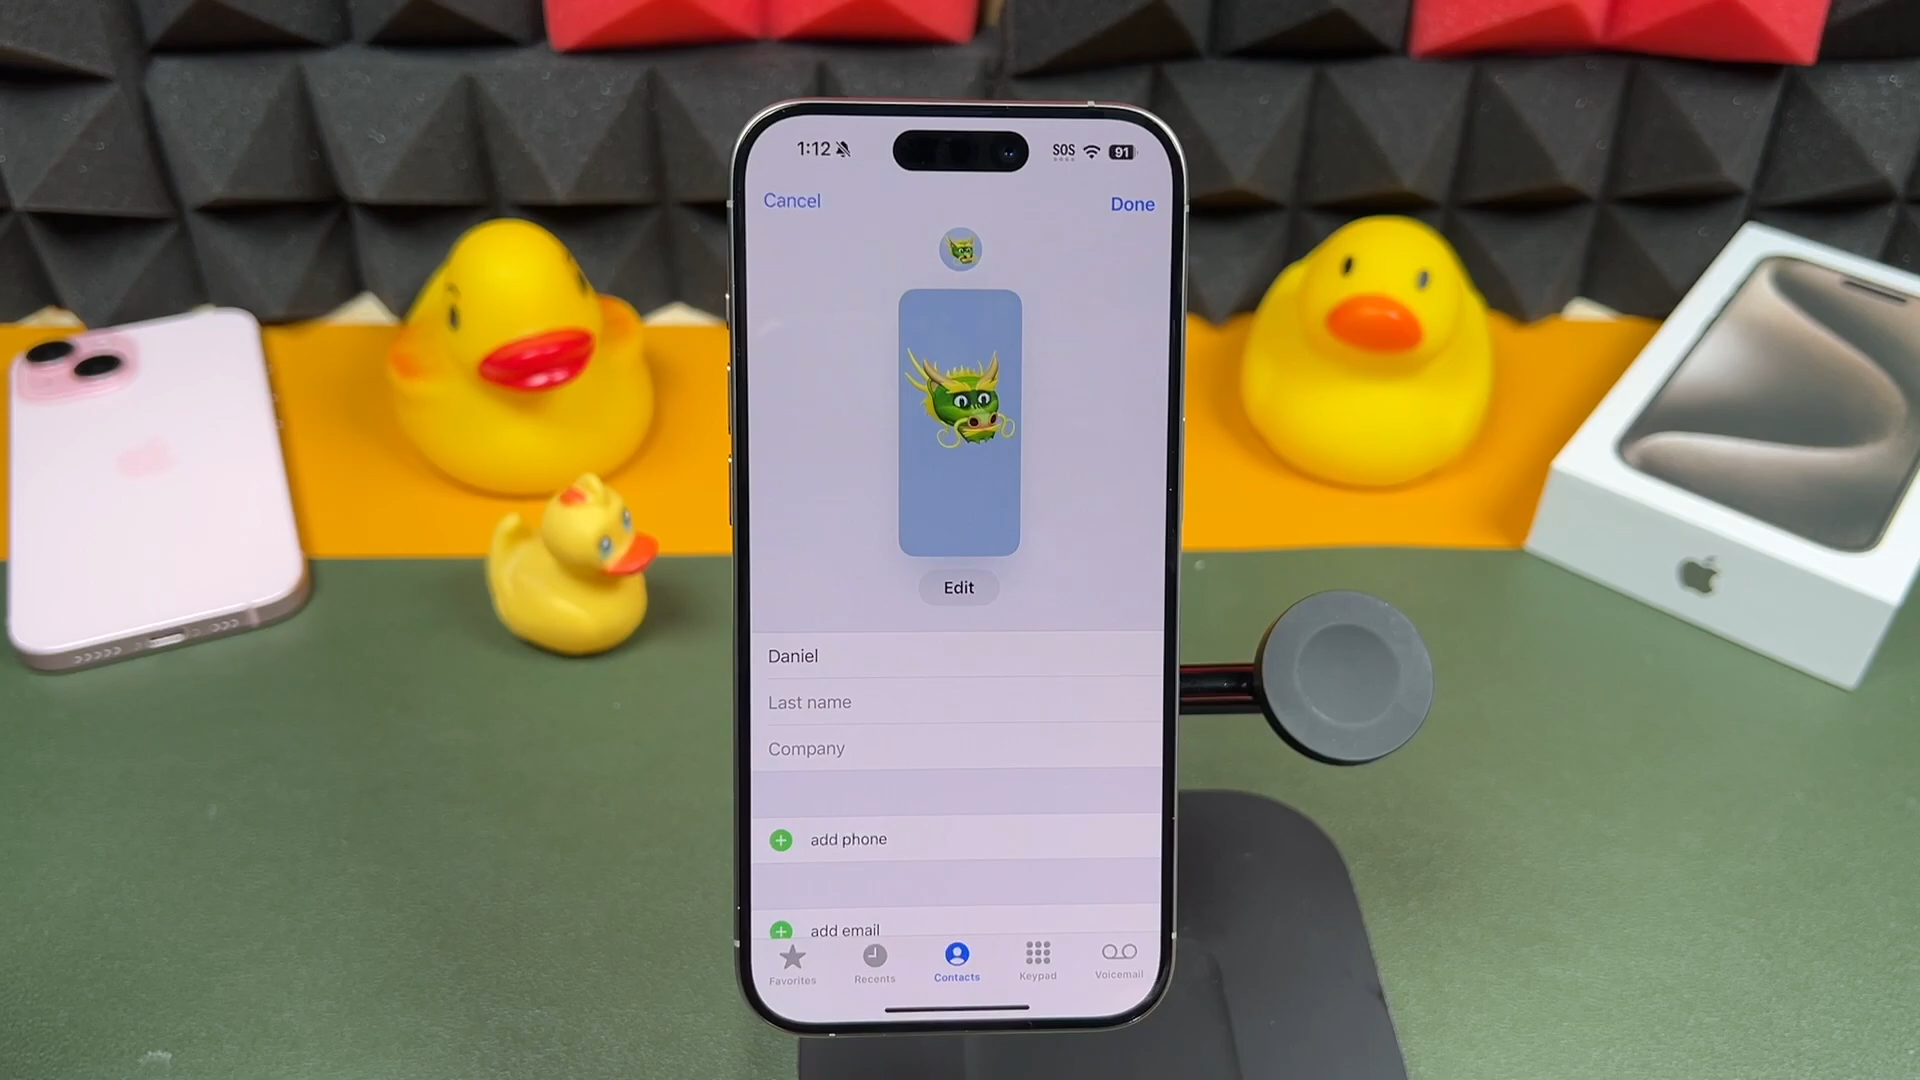 1:12
SOS
91
Cancel
Done
Edit
Daniel
Last name
Company
add phone
add email
Favorites
Recents
Contacts
Keypad
Voicemail